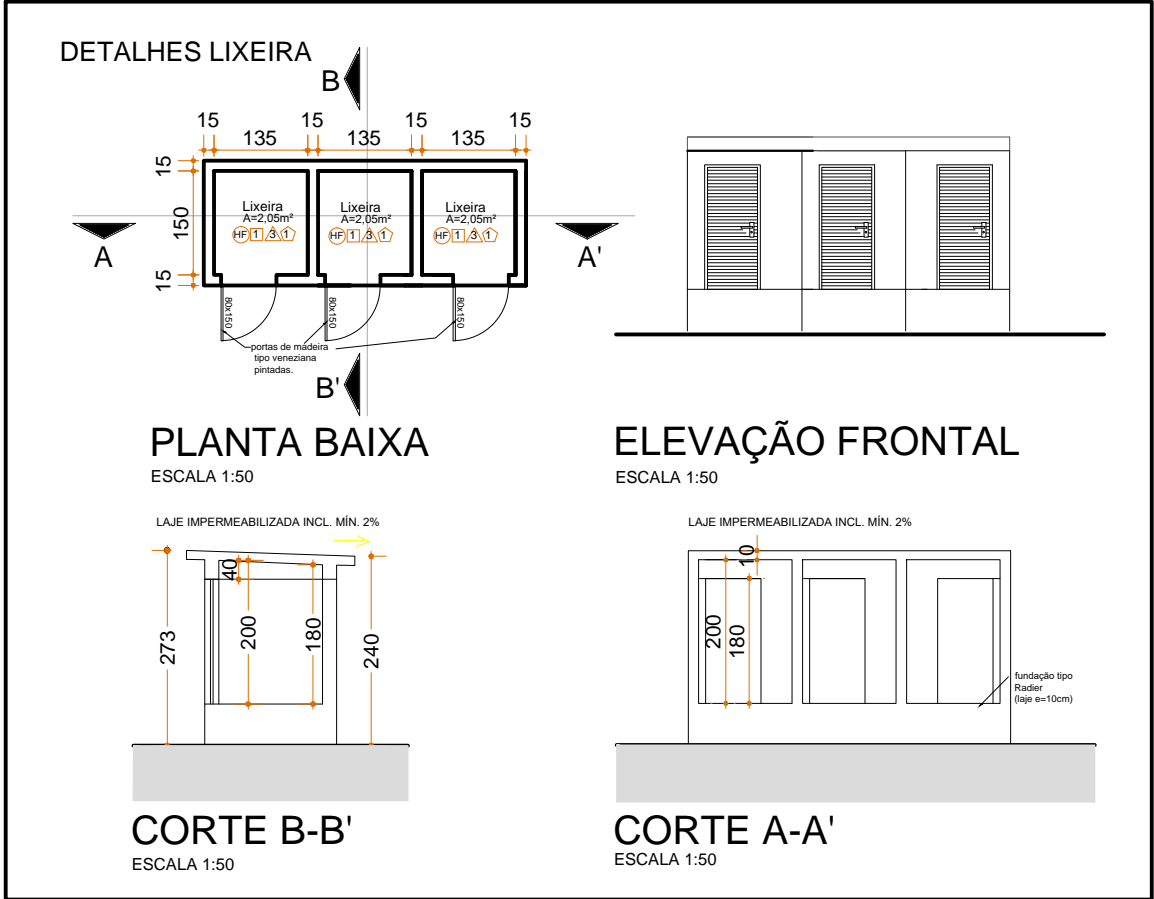 DETALHES LIXEIRA
B
15 15 15 15
135 135 135
15
150
15
Lixeira
A=2,05m²
HF 1 3 1
Lixeira
A=2,05m²
HF 1 3 1
Lixeira
A=2,05m²
HF 1 3 1
A
A'
80x150
80x150
80x150
portas de madeira
tipo veneziana
pintadas.
B'
PLANTA BAIXA
ESCALA 1:50
ELEVAÇÃO FRONTAL
ESCALA 1:50
LAJE IMPERMEABILIZADA INCL. MÍN. 2%
273
40
200
180
240
CORTE B-B'
ESCALA 1:50
LAJE IMPERMEABILIZADA INCL. MÍN. 2%
10
200
180
fundação tipo
Radier
(laje e=10cm)
CORTE A-A'
ESCALA 1:50